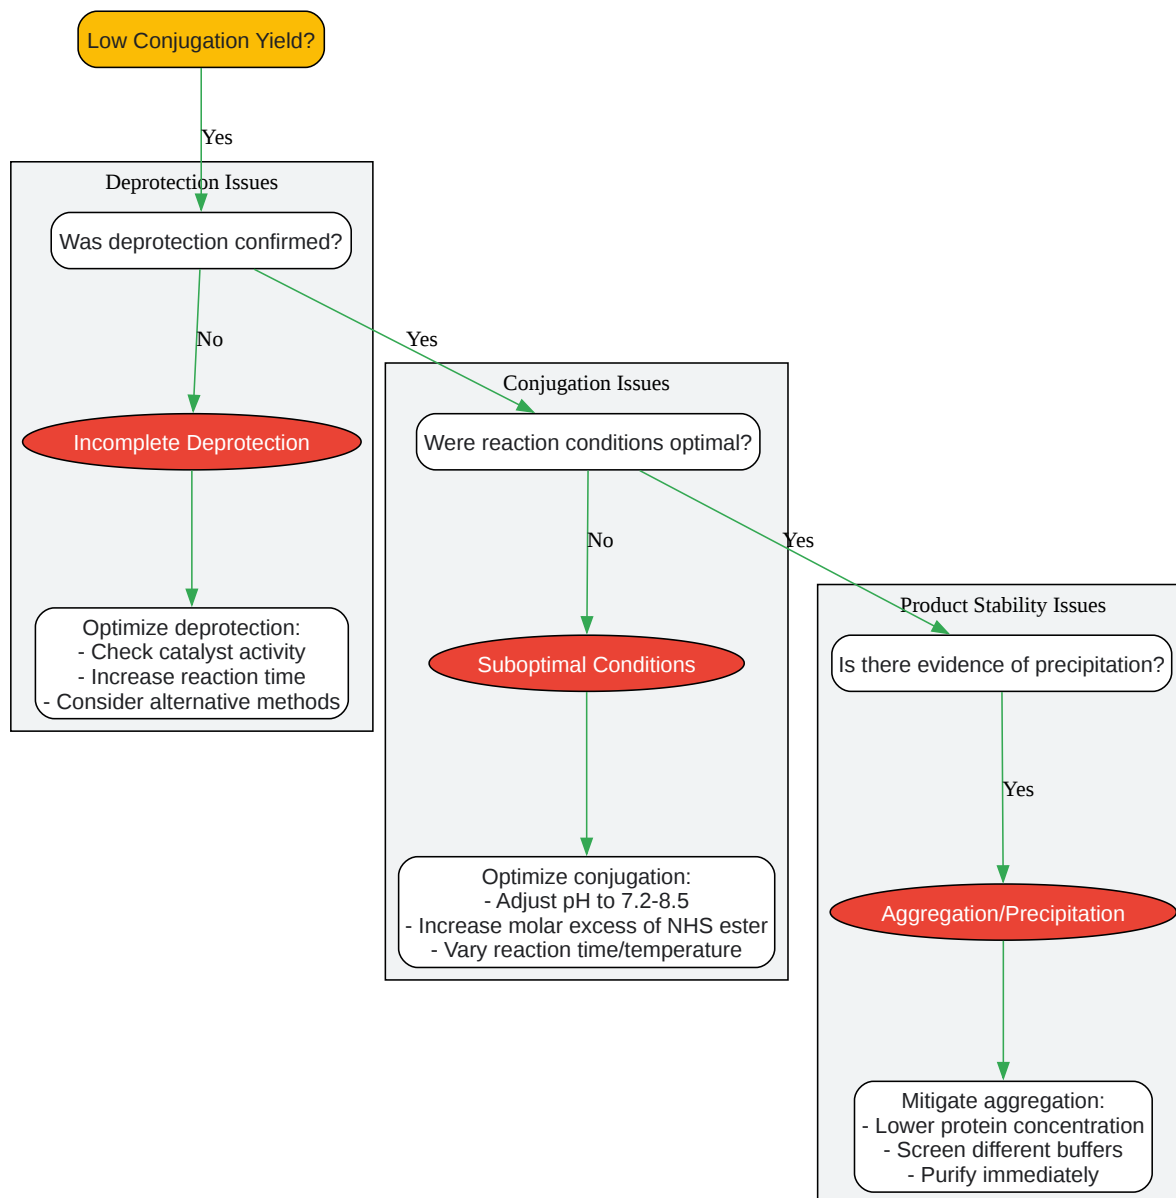 Low Conjugation Yield?
Yes
Deprotection Issues
Was deprotection confirmed?
No
Yes
Incomplete Deprotection
Optimize deprotection:
- Check catalyst activity
- Increase reaction time
- Consider alternative methods
Conjugation Issues
Were reaction conditions optimal?
No
Yes
Suboptimal Conditions
Optimize conjugation:
- Adjust pH to 7.2-8.5
- Increase molar excess of NHS ester
- Vary reaction time/temperature
Product Stability Issues
Is there evidence of precipitation?
Yes
Aggregation/Precipitation
Mitigate aggregation:
- Lower protein concentration
- Screen different buffers
- Purify immediately